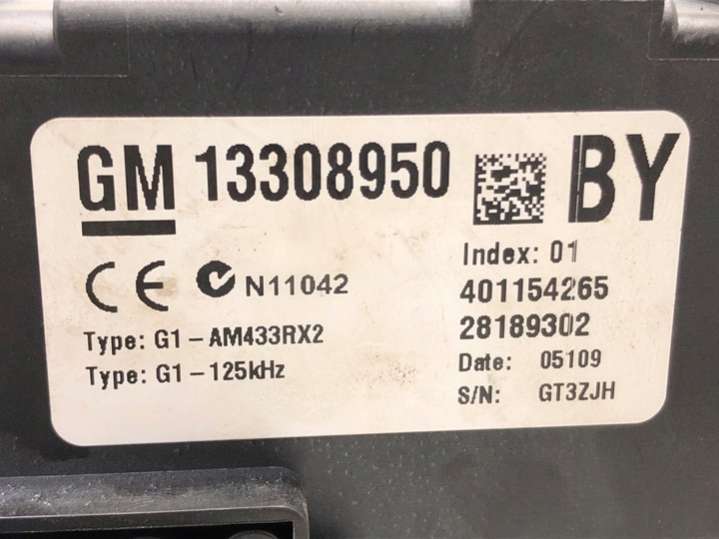 GM 13308950 BY
CE N11042
Type: G1-AM433RX2
Type: G1-125kHz
Index: 01
401154265
28189302
Date: 05109
S/N: GT3ZJH